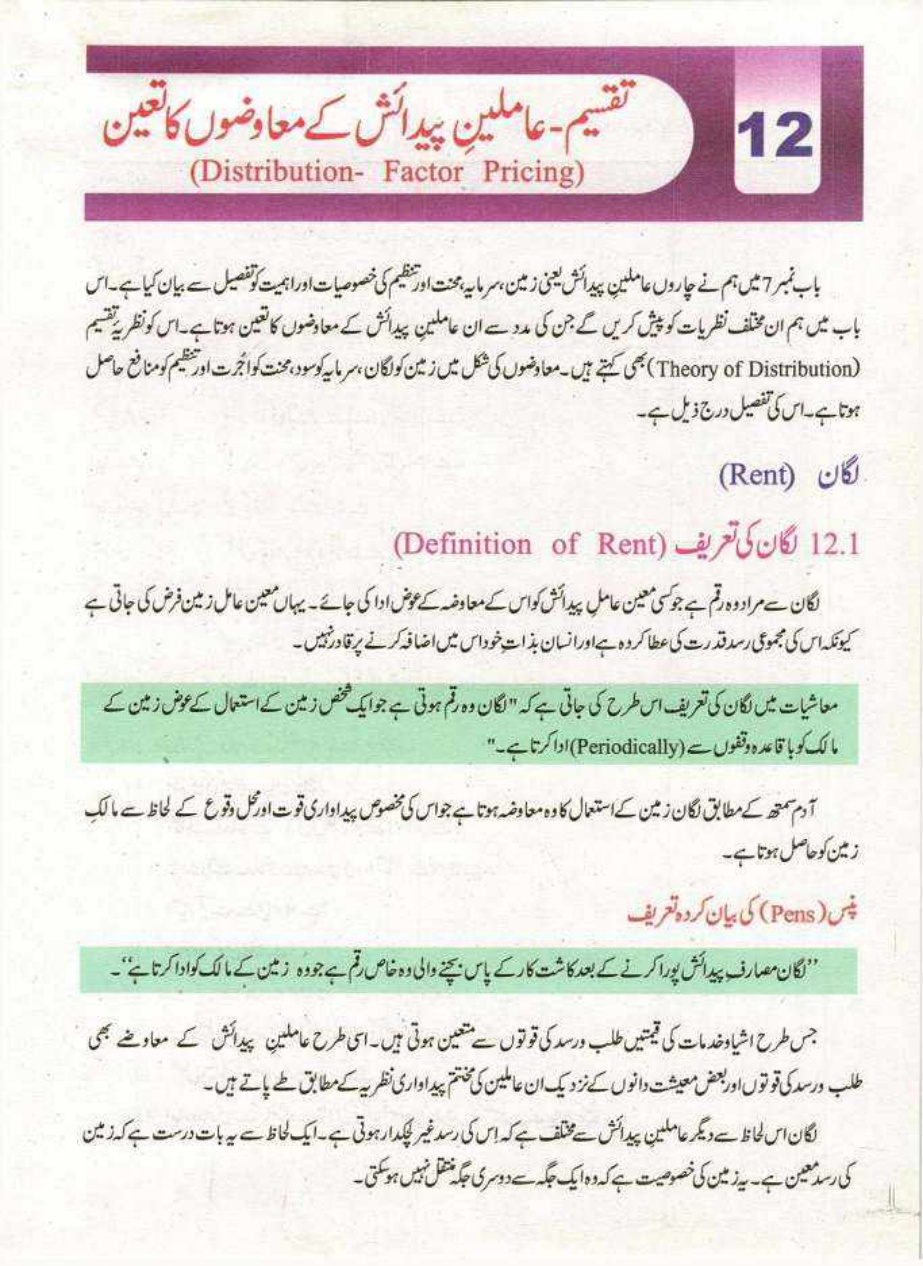 12
تقسیم-عاملینِ پیدائش کے معاوضوں کا تعین
(Distribution- Factor Pricing)
باب نمبر 7 میں ہم نے چاروں عاملینِ پیدائش یعنی زمین، سرمایہ، محنت اور تنظیم کی خصوصیات اور اہمیت کو تفصیل سے بیان کیا ہے۔ اس
باب میں ہم ان مختلف نظریات کو پیش کریں گے جن کی مدد سے ان عاملینِ پیدائش کے معاوضوں کا تعین ہوتا ہے۔ اس کو نظریۂ تقسیم
(Theory of Distribution) بھی کہتے ہیں۔ معاوضوں کی شکل میں زمین کو لگان، سرمایہ کو سود، محنت کو اُجرت اور تنظیم کو منافع حاصل
ہوتا ہے۔ اس کی تفصیل درج ذیل ہے۔
لگان (Rent)
12.1 لگان کی تعریف (Definition of Rent)
لگان سے مراد وہ رقم ہے جو کسی معین عاملِ پیدائش کو اس کے معاوضہ کے عوض ادا کی جائے۔ یہاں معین عامل زمین فرض کی جاتی ہے
کیونکہ اس کی مجموعی رسد قدرت کی عطا کردہ ہے اور انسان بذاتِ خود اس میں اضافہ کرنے پر قادر نہیں۔
معاشیات میں لگان کی تعریف اس طرح کی جاتی ہے کہ "لگان وہ رقم ہوتی ہے جو ایک شخص زمین کے استعمال کے عوض زمین کے
مالک کو باقاعدہ وقفوں سے (Periodically) ادا کرتا ہے۔"
آدم سمتھ کے مطابق لگان زمین کے استعمال کا وہ معاوضہ ہوتا ہے جو اس کی مخصوص پیداواری قوت اور محلِ وقوع کے لحاظ سے مالکِ
زمین کو حاصل ہوتا ہے۔
پنس (Pens) کی بیان کردہ تعریف
’’لگان مصارفِ پیدائش پورا کرنے کے بعد کاشت کار کے پاس بچنے والی وہ خاص رقم ہے جو وہ زمین کے مالک کو ادا کرتا ہے‘‘۔
جس طرح اشیا و خدمات کی قیمتیں طلب و رسد کی قوتوں سے متعین ہوتی ہیں۔ اسی طرح عاملینِ پیدائش کے معاوضے بھی
طلب و رسد کی قوتوں اور بعض معیشت دانوں کے نزدیک ان عاملین کی مختتم پیداواری نظریہ کے مطابق طے پاتے ہیں۔
لگان اس لحاظ سے دیگر عاملینِ پیدائش سے مختلف ہے کہ اِس کی رسد غیر لچکدار ہوتی ہے۔ ایک لحاظ سے یہ بات درست ہے کہ زمین
کی رسد معین ہے۔ یہ زمین کی خصوصیت ہے کہ وہ ایک جگہ سے دوسری جگہ منتقل نہیں ہوسکتی۔